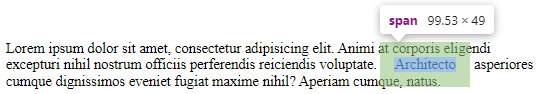 span 99.53 × 49
Lorem ipsum dolor sit amet, consectetur adipisicing elit. Animi at corporis eligendi
excepturi nihil nostrum officiis perferendis reiciendis voluptate. Architecto asperiores
cumque dignissimos eveniet fugiat maxime nihil? Aperiam cumque, natus.